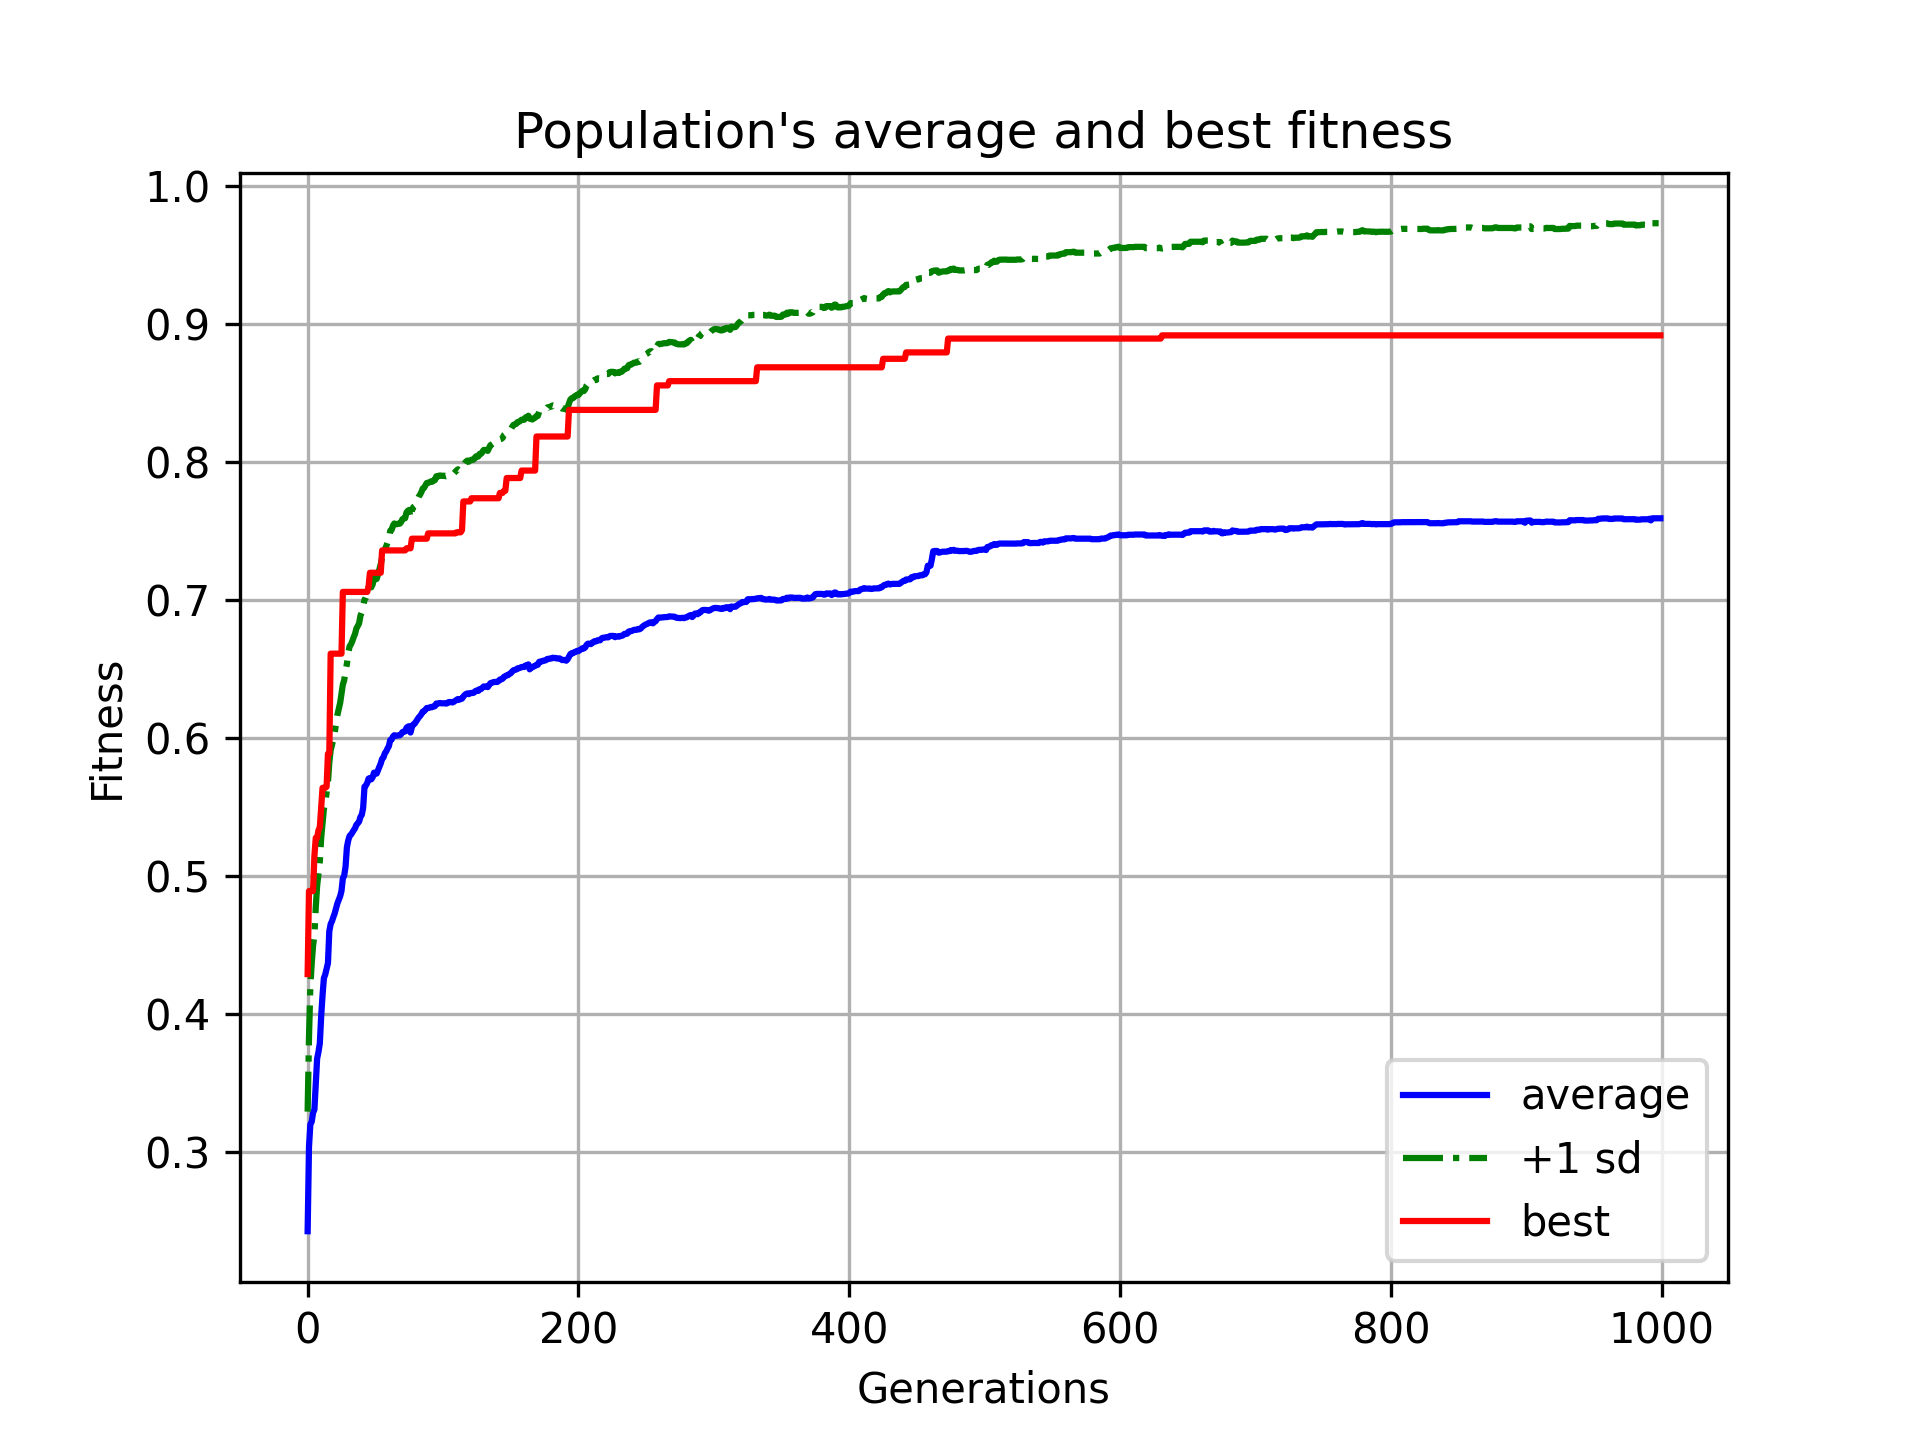 Population's average and best fitness
1.0
0.9
0.8
0.7
0.6
0.5
0.4
0.3
Fitness
average
+1 sd
best
0 200 400 600 800 1000
Generations